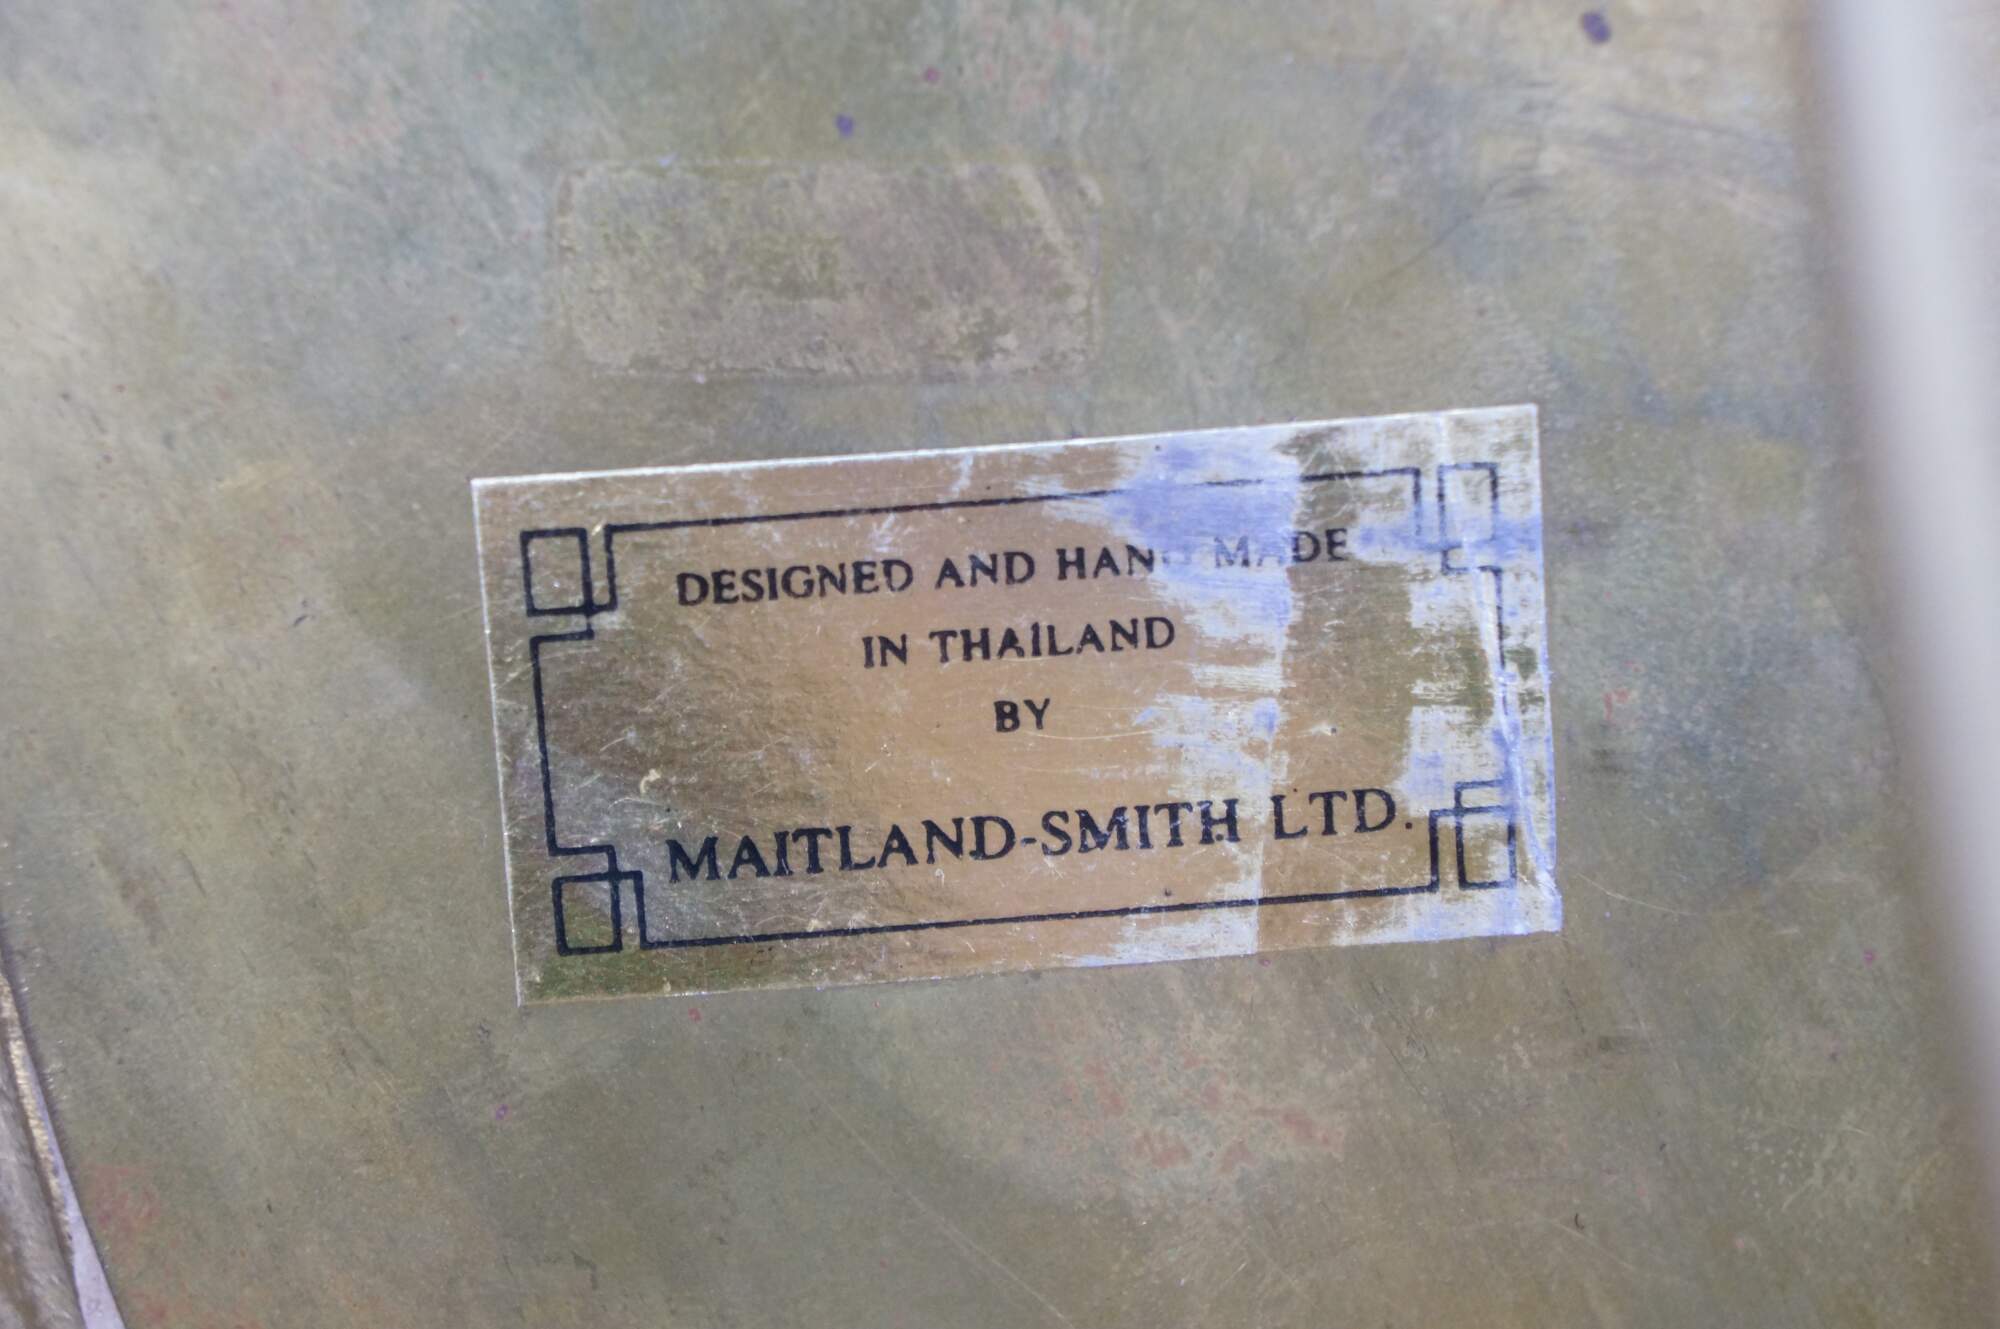 DESIGNED AND HAND MADE
IN THAILAND
BY
MAITLAND-SMITH LTD.